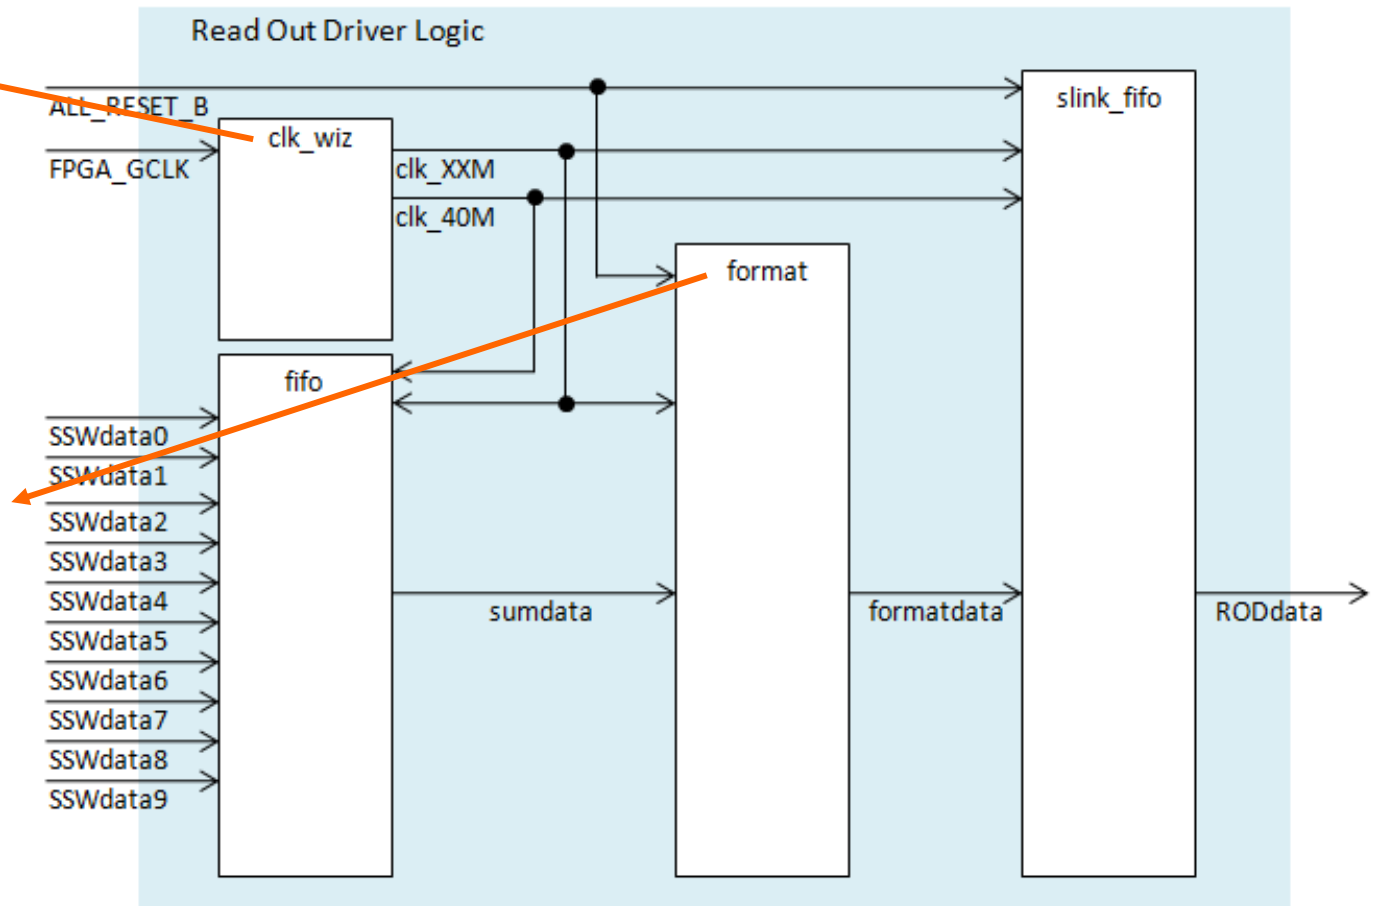 Read Out Driver Logic
ALL_RESET_B
FPGA_GCLK
clk_wiz
clk_XXM
clk_40M
slink_fifo
format
fifo
SSWdata0
SSWdata1
SSWdata2
SSWdata3
SSWdata4
SSWdata5
SSWdata6
SSWdata7
SSWdata8
SSWdata9
sumdata
formatdata
RODdata